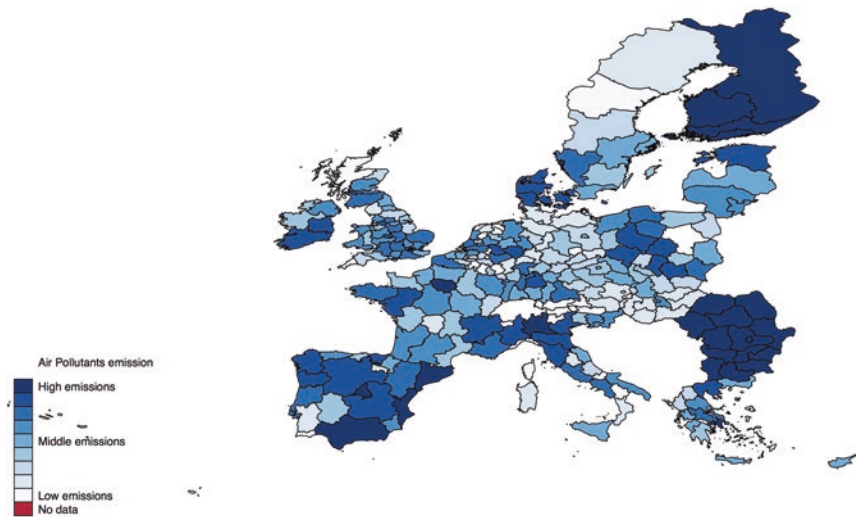 Air Pollutants emission
High emissions
Middle emissions
Low emissions
No data